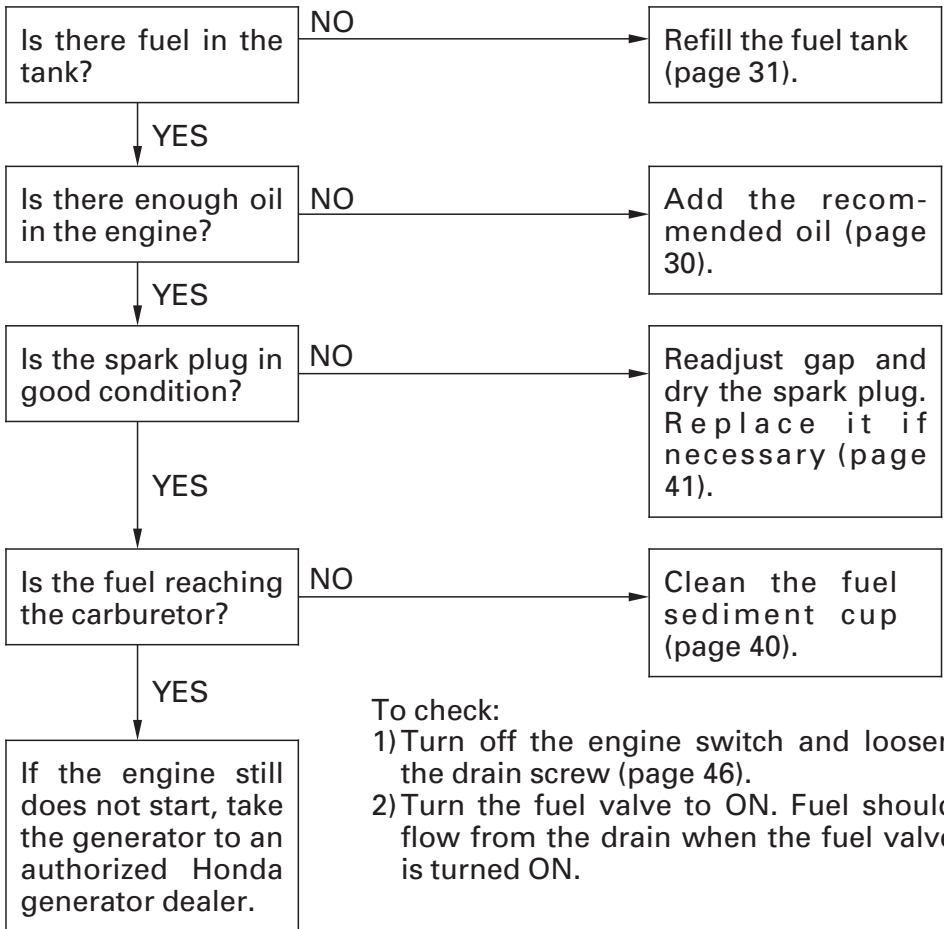 Is there fuel in the
tank?
NO
Refill the fuel tank
(page 31).
YES
Is there enough oil
in the engine?
NO
Add the recom-
mended oil (page
30).
YES
Is the spark plug in
good condition?
NO
Readjust gap and
dry the spark plug.
Replace it if
necessary (page
41).
YES
Is the fuel reaching
the carburetor?
NO
Clean the fuel
sediment cup
(page 40).
YES
If the engine still
does not start, take
the generator to an
authorized Honda
generator dealer.
To check:
1) Turn off the engine switch and loosen
the drain screw (page 46).
2) Turn the fuel valve to ON. Fuel should
flow from the drain when the fuel valve
is turned ON.